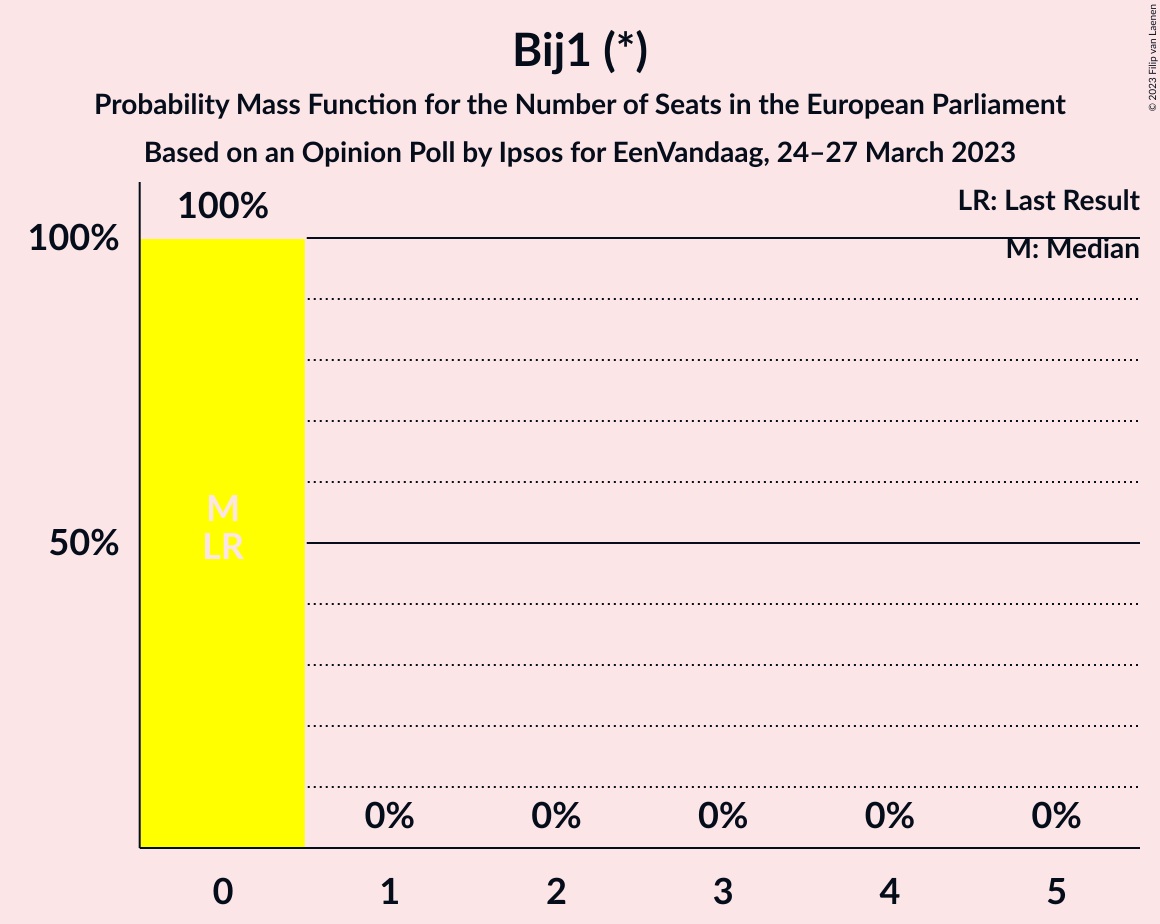 Bij1 (*)
Probability Mass Function for the Number of Seats in the European Parliament
Based on an Opinion Poll by Ipsos for EenVandaag, 24–27 March 2023
© 2023 Filip van Laenen
LR: Last Result
M: Median
100%
100%
50%
M
LR
0%
0%
0%
0%
0%
0
1
2
3
4
5